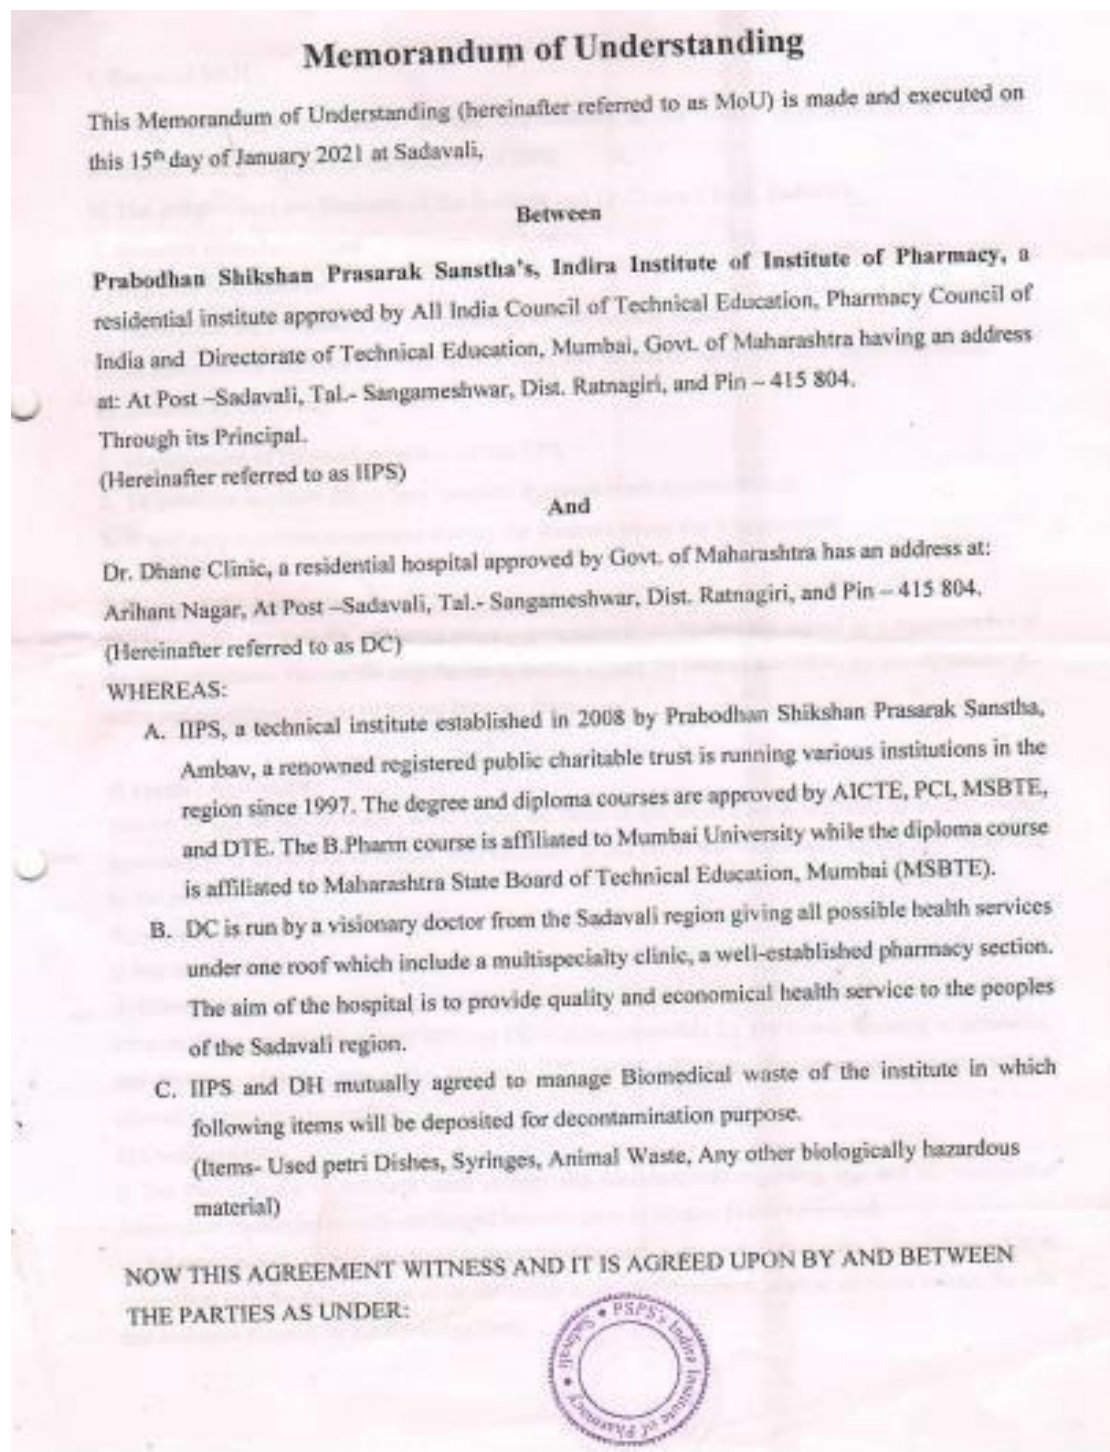 Memorandum of Understanding
This Memorandum of Understanding (hereinafter referred to as MoU) is made and executed on
this 15th day of January 2021 at Sadavali,
Between
Prabodhan Shikshan Prasarak Sanstha's, Indira Institute of Institute of Pharmacy, a
residential institute approved by All India Council of Technical Education, Pharmacy Council of
India and Directorate of Technical Education, Mumbai, Govt. of Maharashtra having an address
at: At Post –Sadavali, Tal.- Sangameshwar, Dist. Ratnagiri, and Pin – 415 804.
Through its Principal.
(Hereinafter referred to as IIPS)
And
Dr. Dhane Clinic, a residential hospital approved by Govt. of Maharashtra has an address at:
Arihant Nagar, At Post –Sadavali, Tal.- Sangameshwar, Dist. Ratnagiri, and Pin – 415 804.
(Hereinafter referred to as DC)
WHEREAS:
A. IIPS, a technical institute established in 2008 by Prabodhan Shikshan Prasarak Sanstha,
Ambav, a renowned registered public charitable trust is running various institutions in the
region since 1997. The degree and diploma courses are approved by AICTE, PCI, MSBTE,
and DTE. The B.Pharm course is affiliated to Mumbai University while the diploma course
is affiliated to Maharashtra State Board of Technical Education, Mumbai (MSBTE).
B. DC is run by a visionary doctor from the Sadavali region giving all possible health services
under one roof which include a multispecialty clinic, a well-established pharmacy section.
The aim of the hospital is to provide quality and economical health service to the peoples
of the Sadavali region.
C. IIPS and DH mutually agreed to manage Biomedical waste of the institute in which
following items will be deposited for decontamination purpose.
(Items- Used petri Dishes, Syringes, Animal Waste, Any other biologically hazardous
material)
NOW THIS AGREEMENT WITNESS AND IT IS AGREED UPON BY AND BETWEEN
THE PARTIES AS UNDER:
PSPS's Indira Institute of Pharmacy • Sadavali •